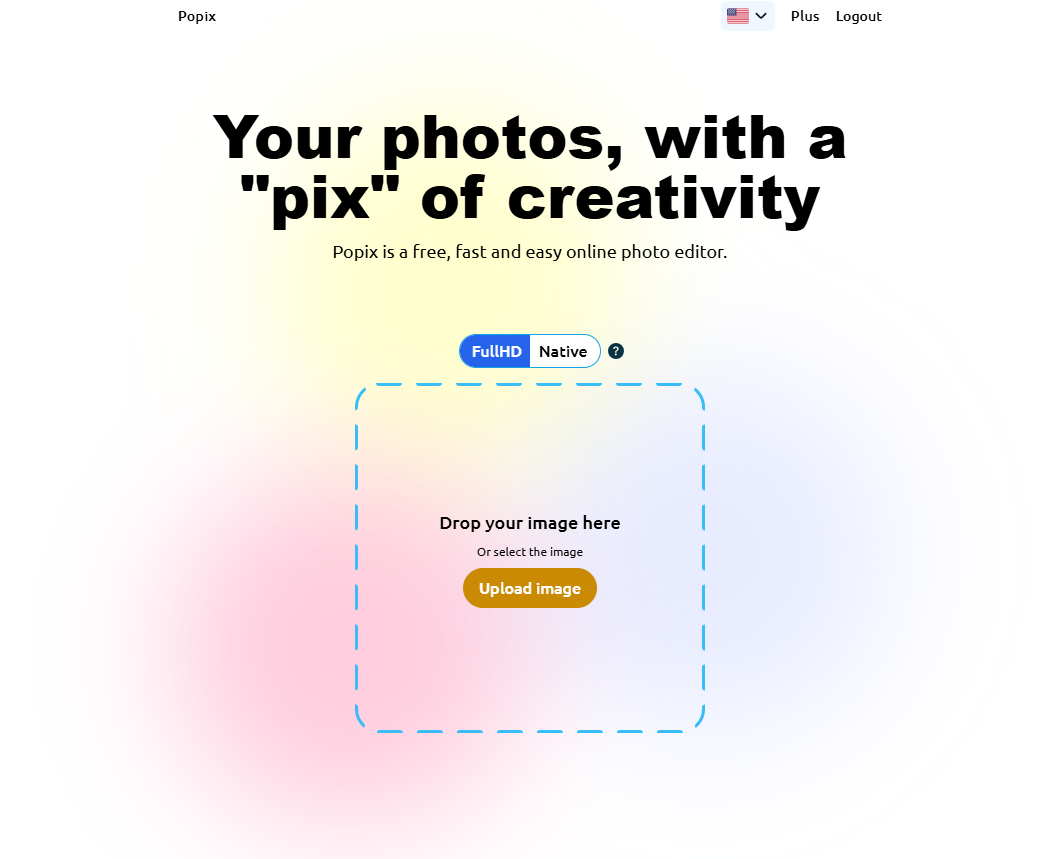 Popix
Plus
Logout
Your photos, with a
"pix" of creativity
Popix is a free, fast and easy online photo editor.
FullHD
Native
?
Drop your image here
Or select the image
Upload image